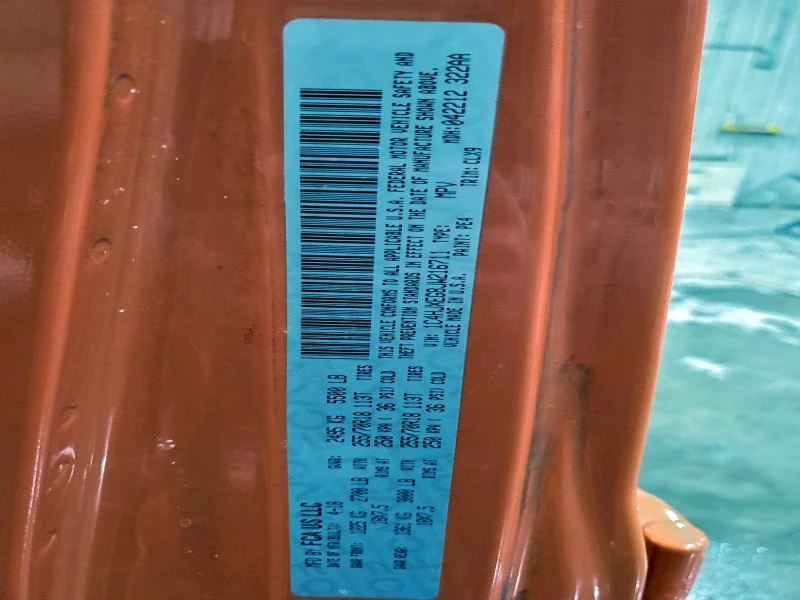 MFD BY FCA US LLC
DATE OF MFR 4-18 GVWR: 2495 KG 5500 LB
GAWR FRONT: 1225 KG 2700 LB WITH 255/70R18 113T TIRES
18X7.5 RIMS AT 250 KPA ( 36 PSI) COLD
GAWR REAR: 1361 KG 3000 LB WITH 255/70R18 113T TIRES
18X7.5 RIMS AT 250 KPA ( 36 PSI) COLD
THIS VEHICLE CONFORMS TO ALL APPLICABLE U.S.A. FEDERAL MOTOR VEHICLE SAFETY AND
THEFT PREVENTION STANDARDS IN EFFECT ON THE DATE OF MANUFACTURE SHOWN ABOVE.
VIN: 1C4HJXEG8JW216711 TYPE: MPV MDH: 042212 322AA
VEHICLE MADE IN U.S.A. PAINT: PE4 TRIM: CLX9